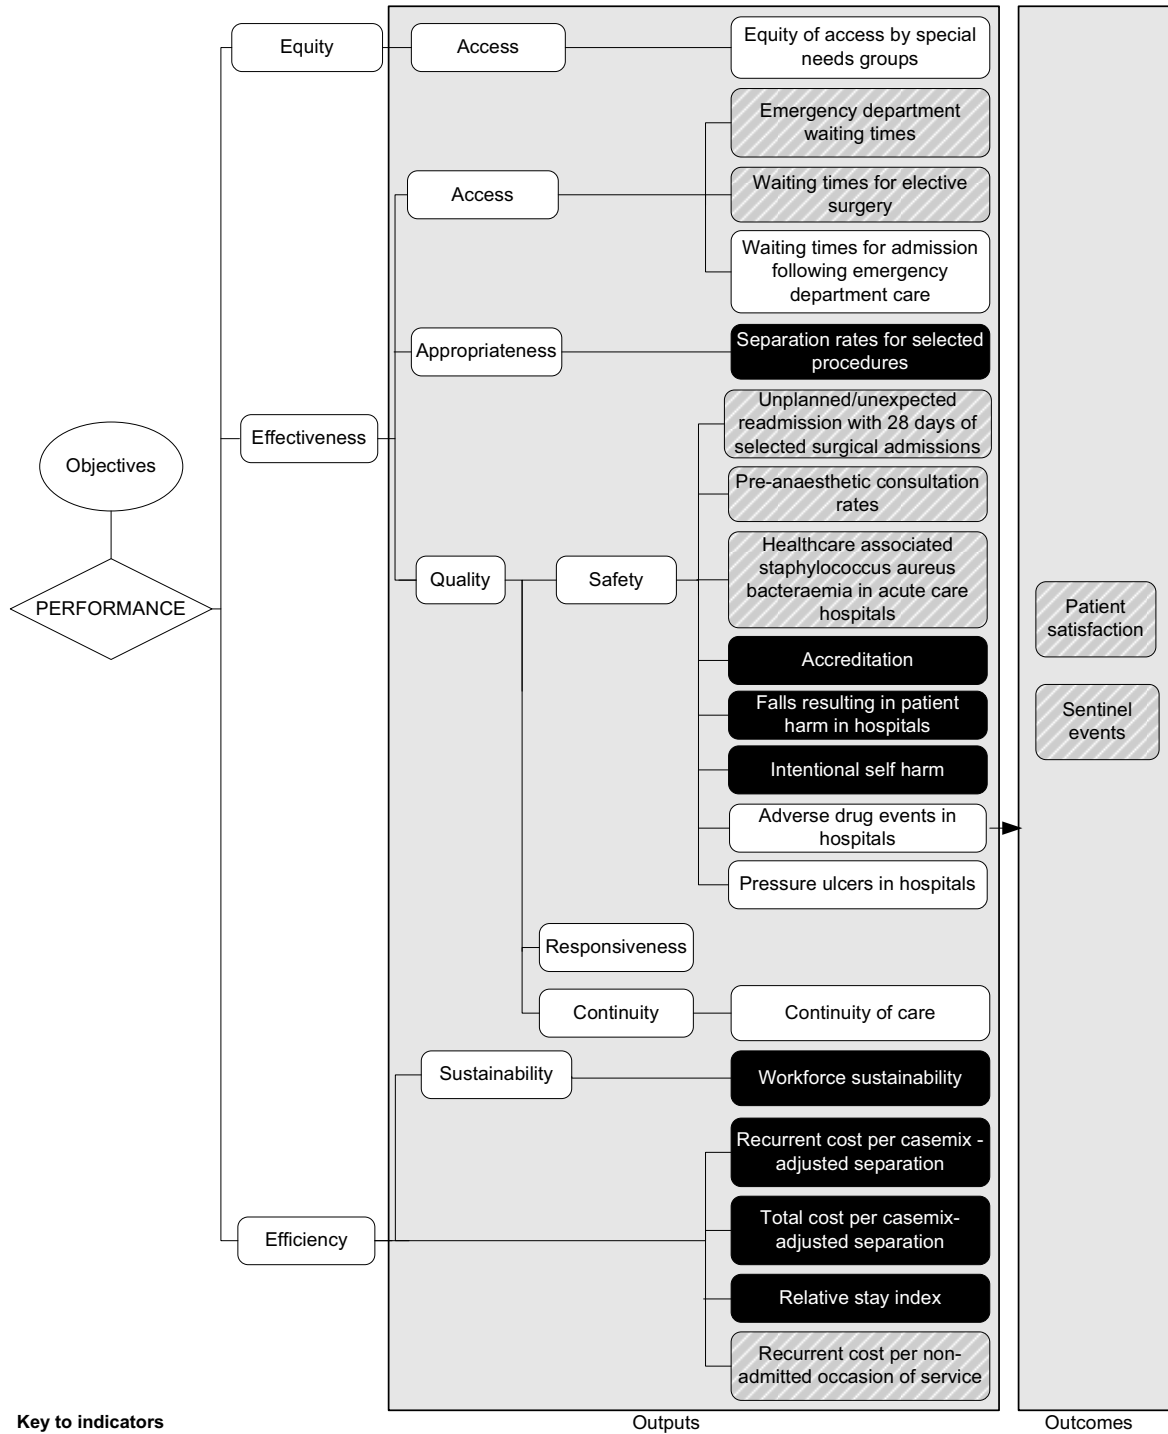 Equity
Access
Equity of access by special
needs groups
Emergency department
waiting times
Access
Waiting times for elective
surgery
Waiting times for admission
following emergency
department care
Appropriateness
Separation rates for selected
procedures
Effectiveness
Unplanned/unexpected
readmission with 28 days of
selected surgical admissions
Objectives
Pre-anaesthetic consultation
rates
PERFORMANCE
Quality
Safety
Healthcare associated
staphylococcus aureus
bacteraemia in acute care
hospitals
Accreditation
Falls resulting in patient
harm in hospitals
Intentional self harm
Adverse drug events in
hospitals
Pressure ulcers in hospitals
Patient
satisfaction
Sentinel
events
Responsiveness
Continuity
Continuity of care
Sustainability
Workforce sustainability
Efficiency
Recurrent cost per casemix -
adjusted separation
Total cost per casemix-
adjusted separation
Relative stay index
Recurrent cost per non-
admitted occasion of service
Key to indicators
Outputs
Outcomes